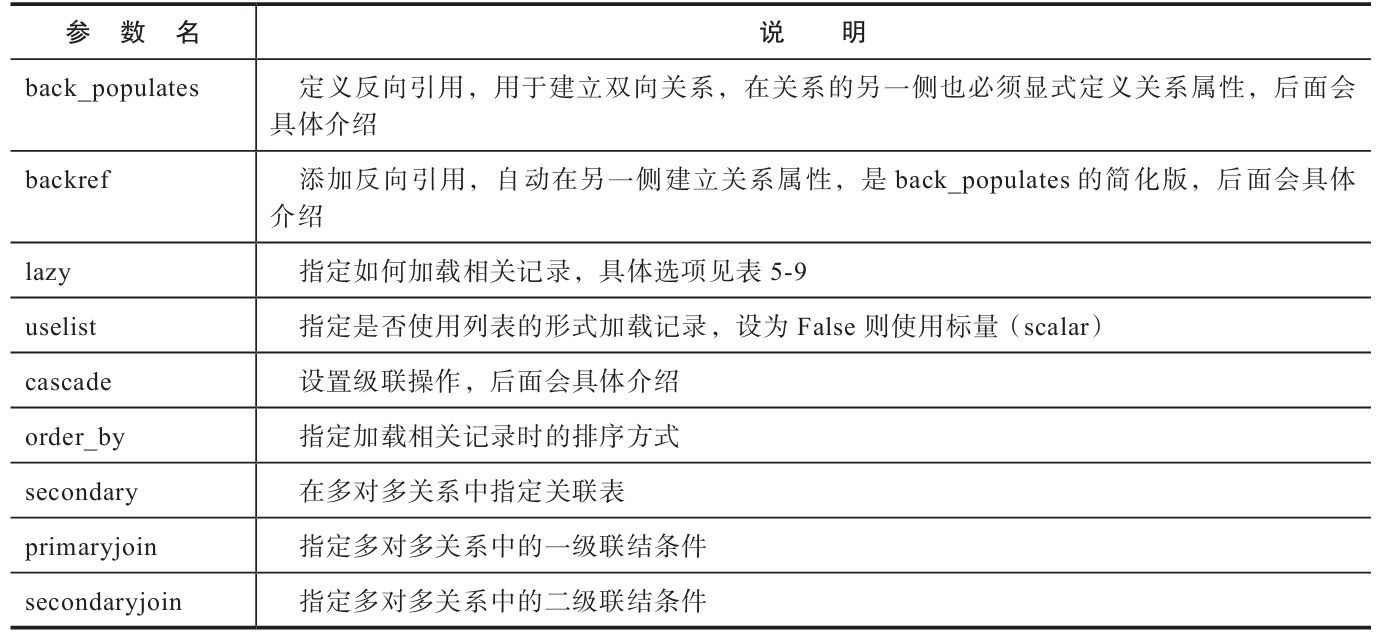 参 数 名 说 明
back_populates 定义反向引用，用于建立双向关系，在关系的另一侧也必须显式定义关系属性，后面会
具体介绍
backref 添加反向引用，自动在另一侧建立关系属性，是 back_populates 的简化版，后面会具体
介绍
lazy 指定如何加载相关记录，具体选项见表 5-9
uselist 指定是否使用列表的形式加载记录，设为 False 则使用标量（scalar）
cascade 设置级联操作，后面会具体介绍
order_by 指定加载相关记录时的排序方式
secondary 在多对多关系中指定关联表
primaryjoin 指定多对多关系中的一级联结条件
secondaryjoin 指定多对多关系中的二级联结条件